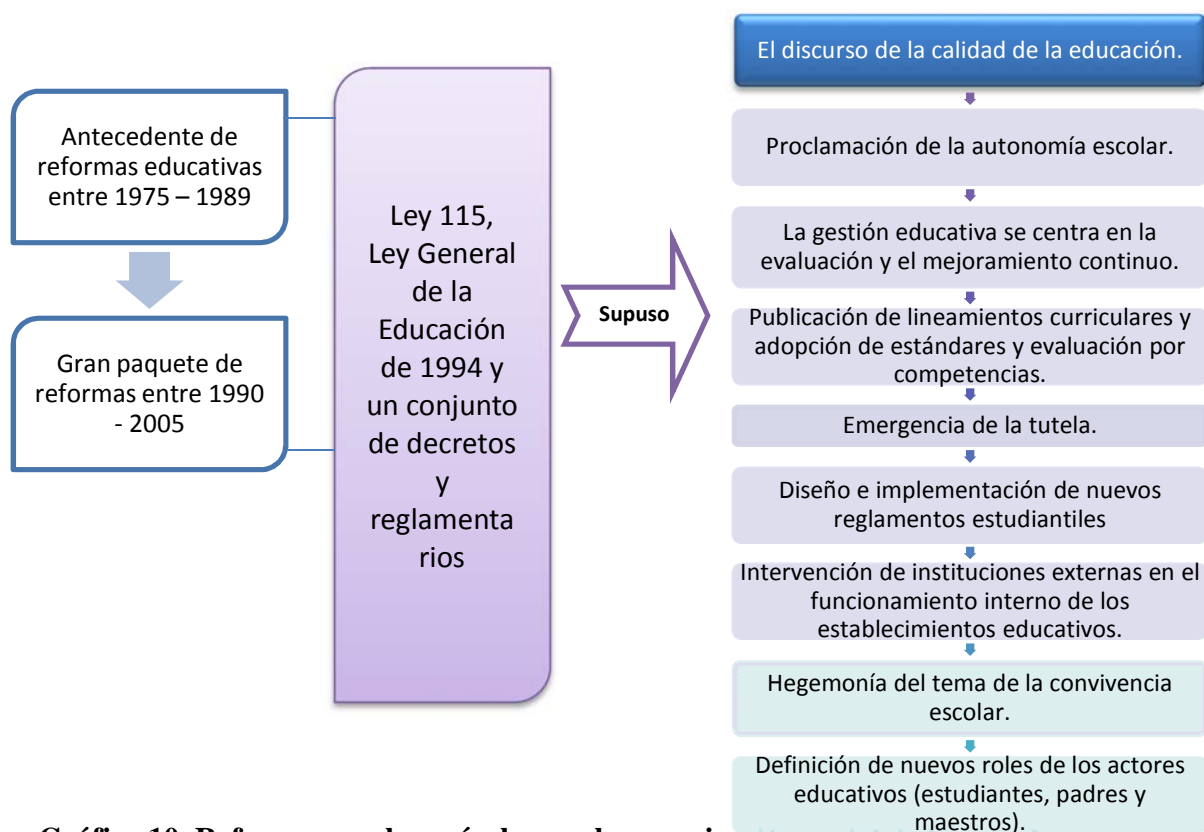 Antecedente de
reformas educativas
entre 1975 – 1989
Gran paquete de
reformas entre 1990
- 2005
Ley 115,
Ley General
de la
Educación
de 1994 y
un conjunto
de decretos
y
reglamenta
rios
Supuso
El discurso de la calidad de la educación.
Proclamación de la autonomía escolar.
La gestión educativa se centra en la
evaluación y el mejoramiento continuo.
Publicación de lineamientos curriculares y
adopción de estándares y evaluación por
competencias.
Emergencia de la tutela.
Diseño e implementación de nuevos
reglamentos estudiantiles
Intervención de instituciones externas en el
funcionamiento interno de los
establecimientos educativos.
Hegemonía del tema de la convivencia
escolar.
Definición de nuevos roles de los actores
educativos (estudiantes, padres y
maestros).